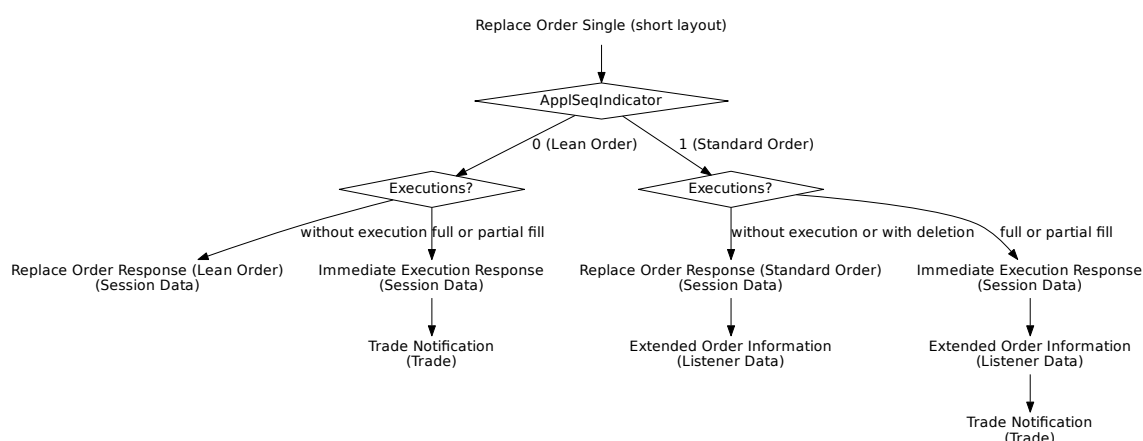 Replace Order Single (short layout)
ApplSeqIndicator
0 (Lean Order)
1 (Standard Order)
Executions?
Executions?
without execution
full or partial fill
without execution or with deletion
full or partial fill
Replace Order Response (Lean Order)
(Session Data)
Immediate Execution Response
(Session Data)
Replace Order Response (Standard Order)
(Session Data)
Immediate Execution Response
(Session Data)
Trade Notification
(Trade)
Extended Order Information
(Listener Data)
Extended Order Information
(Listener Data)
Trade Notification
(Trade)